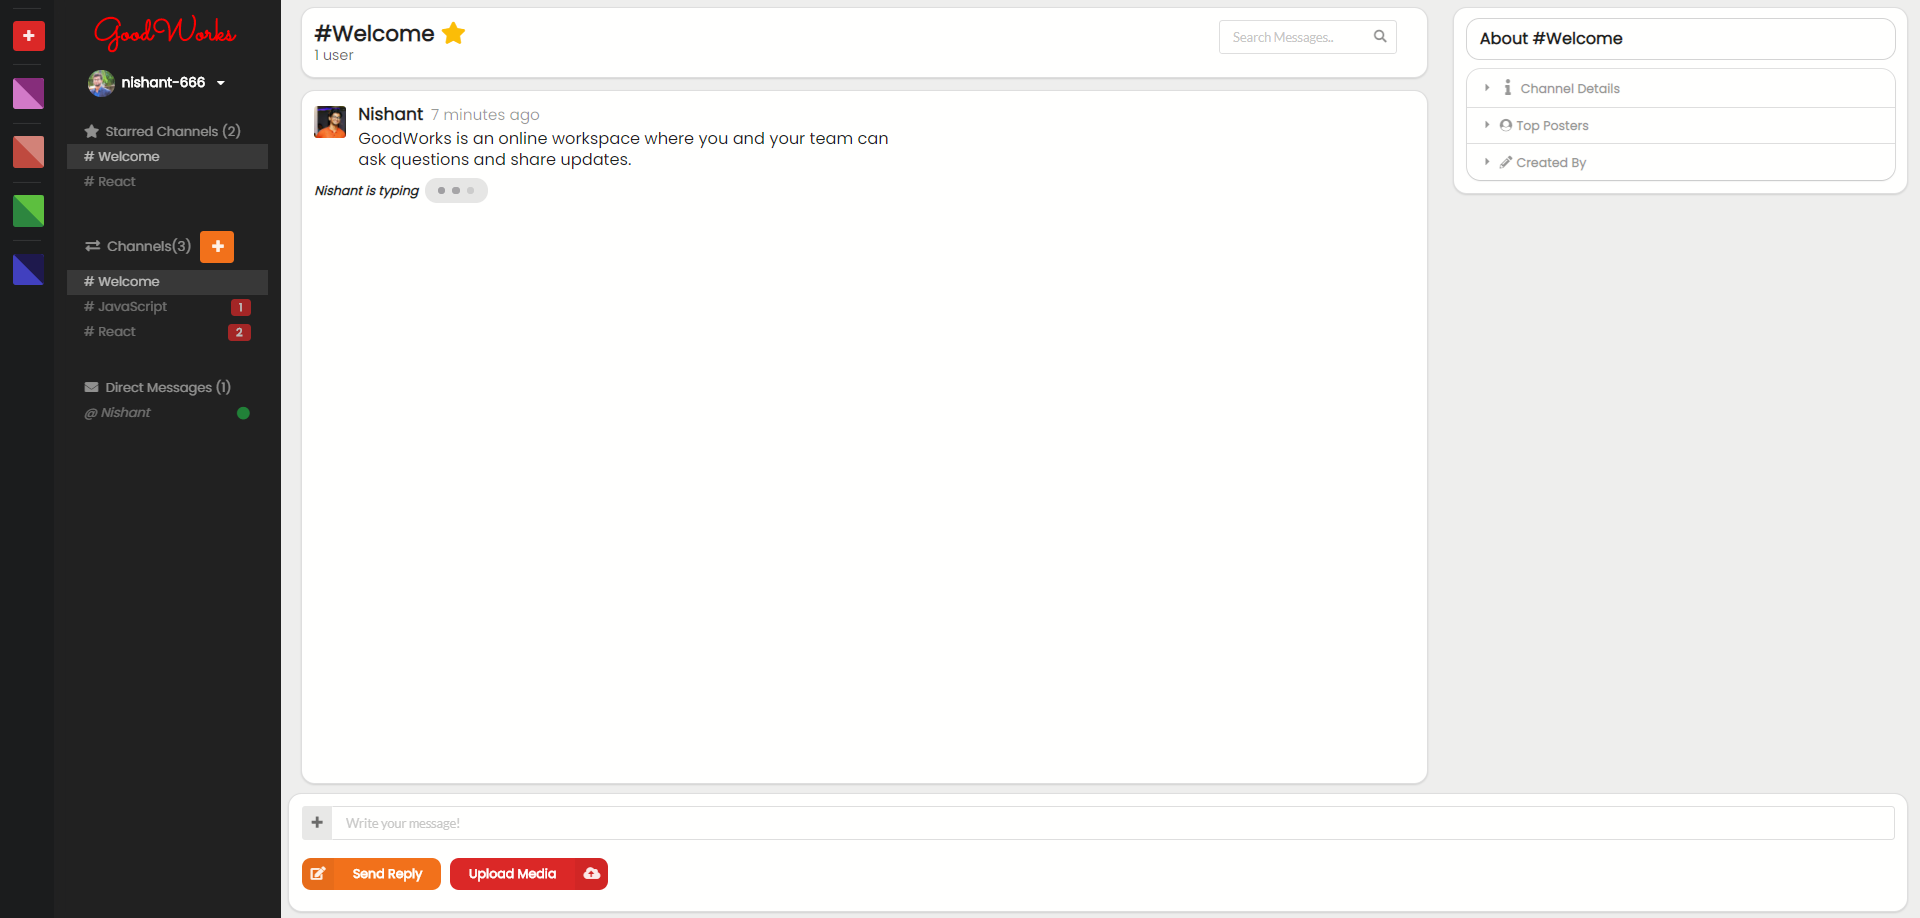 GoodWorks
nishant-666
Starred Channels (2)
# Welcome
# React
Channels(3)
# Welcome
# JavaScript 1
# React 2
Direct Messages (1)
@ Nishant
#Welcome
1 user
Search Messages..
Nishant 7 minutes ago
GoodWorks is an online workspace where you and your team can
ask questions and share updates.
Nishant is typing
Write your message!
Send Reply
Upload Media
About #Welcome
Channel Details
Top Posters
Created By